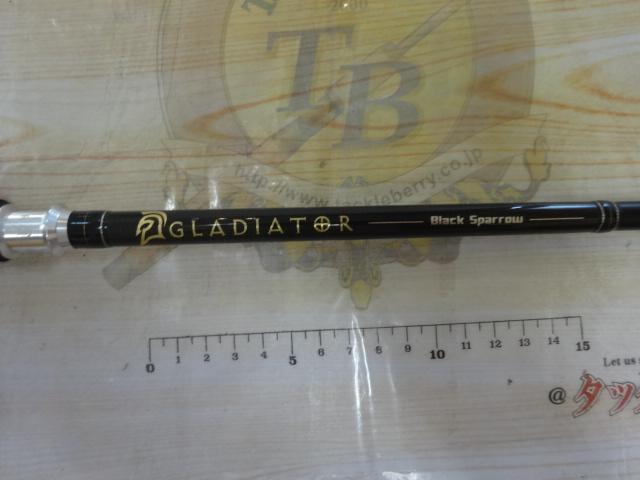 2000
TB
http://www.tackleberry.co.jp
GLADIATOR Black Sparrow
0 1 2 3 4 5 6 7 8 9 10 11 12 13 14 15
Let us
@タッ